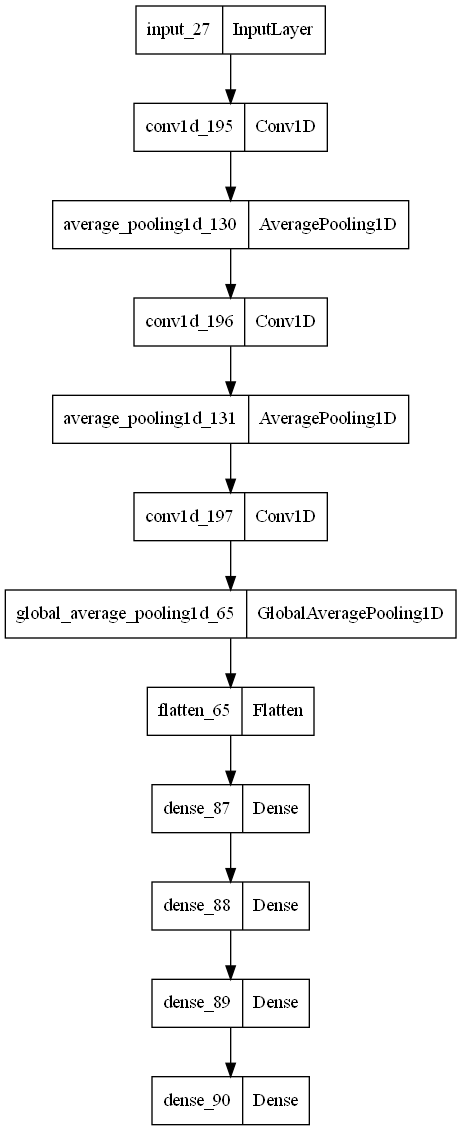 input_27 InputLayer
conv1d_195 Conv1D
average_pooling1d_130 AveragePooling1D
conv1d_196 Conv1D
average_pooling1d_131 AveragePooling1D
conv1d_197 Conv1D
global_average_pooling1d_65 GlobalAveragePooling1D
flatten_65 Flatten
dense_87 Dense
dense_88 Dense
dense_89 Dense
dense_90 Dense